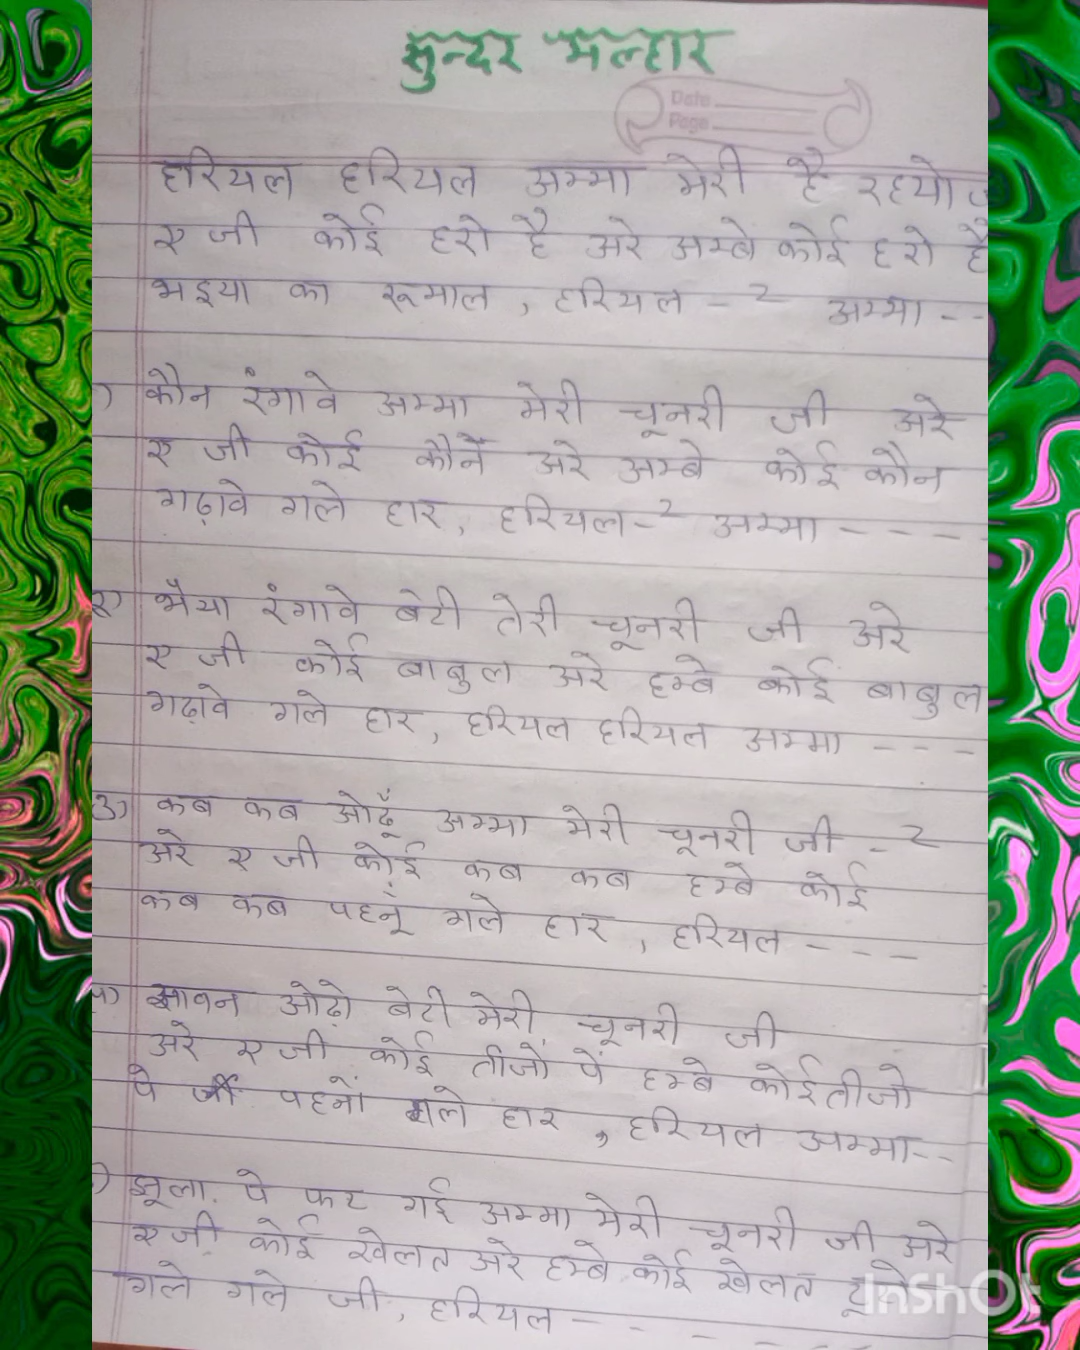 सुन्दर मल्हार
Date
Page
हरियल हरियल अम्मा मेरी है रहयो
ए जी कोई हरो है अरे अम्बे कोई हरो है
भइया का रूमाल , हरियल - 2 अम्मा - -
) कौन रंगावे अम्मा मेरी चूनरी जी अरे
ए जी कोई कौनें अरे अम्बे कोई कौन
गढ़ावे गले हार, हरियल-2 अम्मा - - - -
२) भैया रंगावे बेटी तेरी चूनरी जी अरे
ए जी कोई बाबुल अरे हम्बे कोई बाबुल
गढ़ावे गले हार, हरियल हरियल अम्मा - - -
3) कब कब ओढूँ अम्मा मेरी चूनरी जी - 2
अरे ए जी कोई कब कब हम्बे कोई
कब कब पहनूं गले हार , हरियल - - -
) सावन ओढ़ो बेटी मेरी चूनरी जी
अरे ए जी कोई तीजों पें हम्बे कोई तीजो
पे पहनों गले हार , हरियल अम्मा - -
) झूला पे फट गई अम्मा मेरी चूनरी जी अरे
ए जी कोई खेलत अरे हम्बे कोई खेलत
गले गले जी, हरियल - - - - -
InShOt